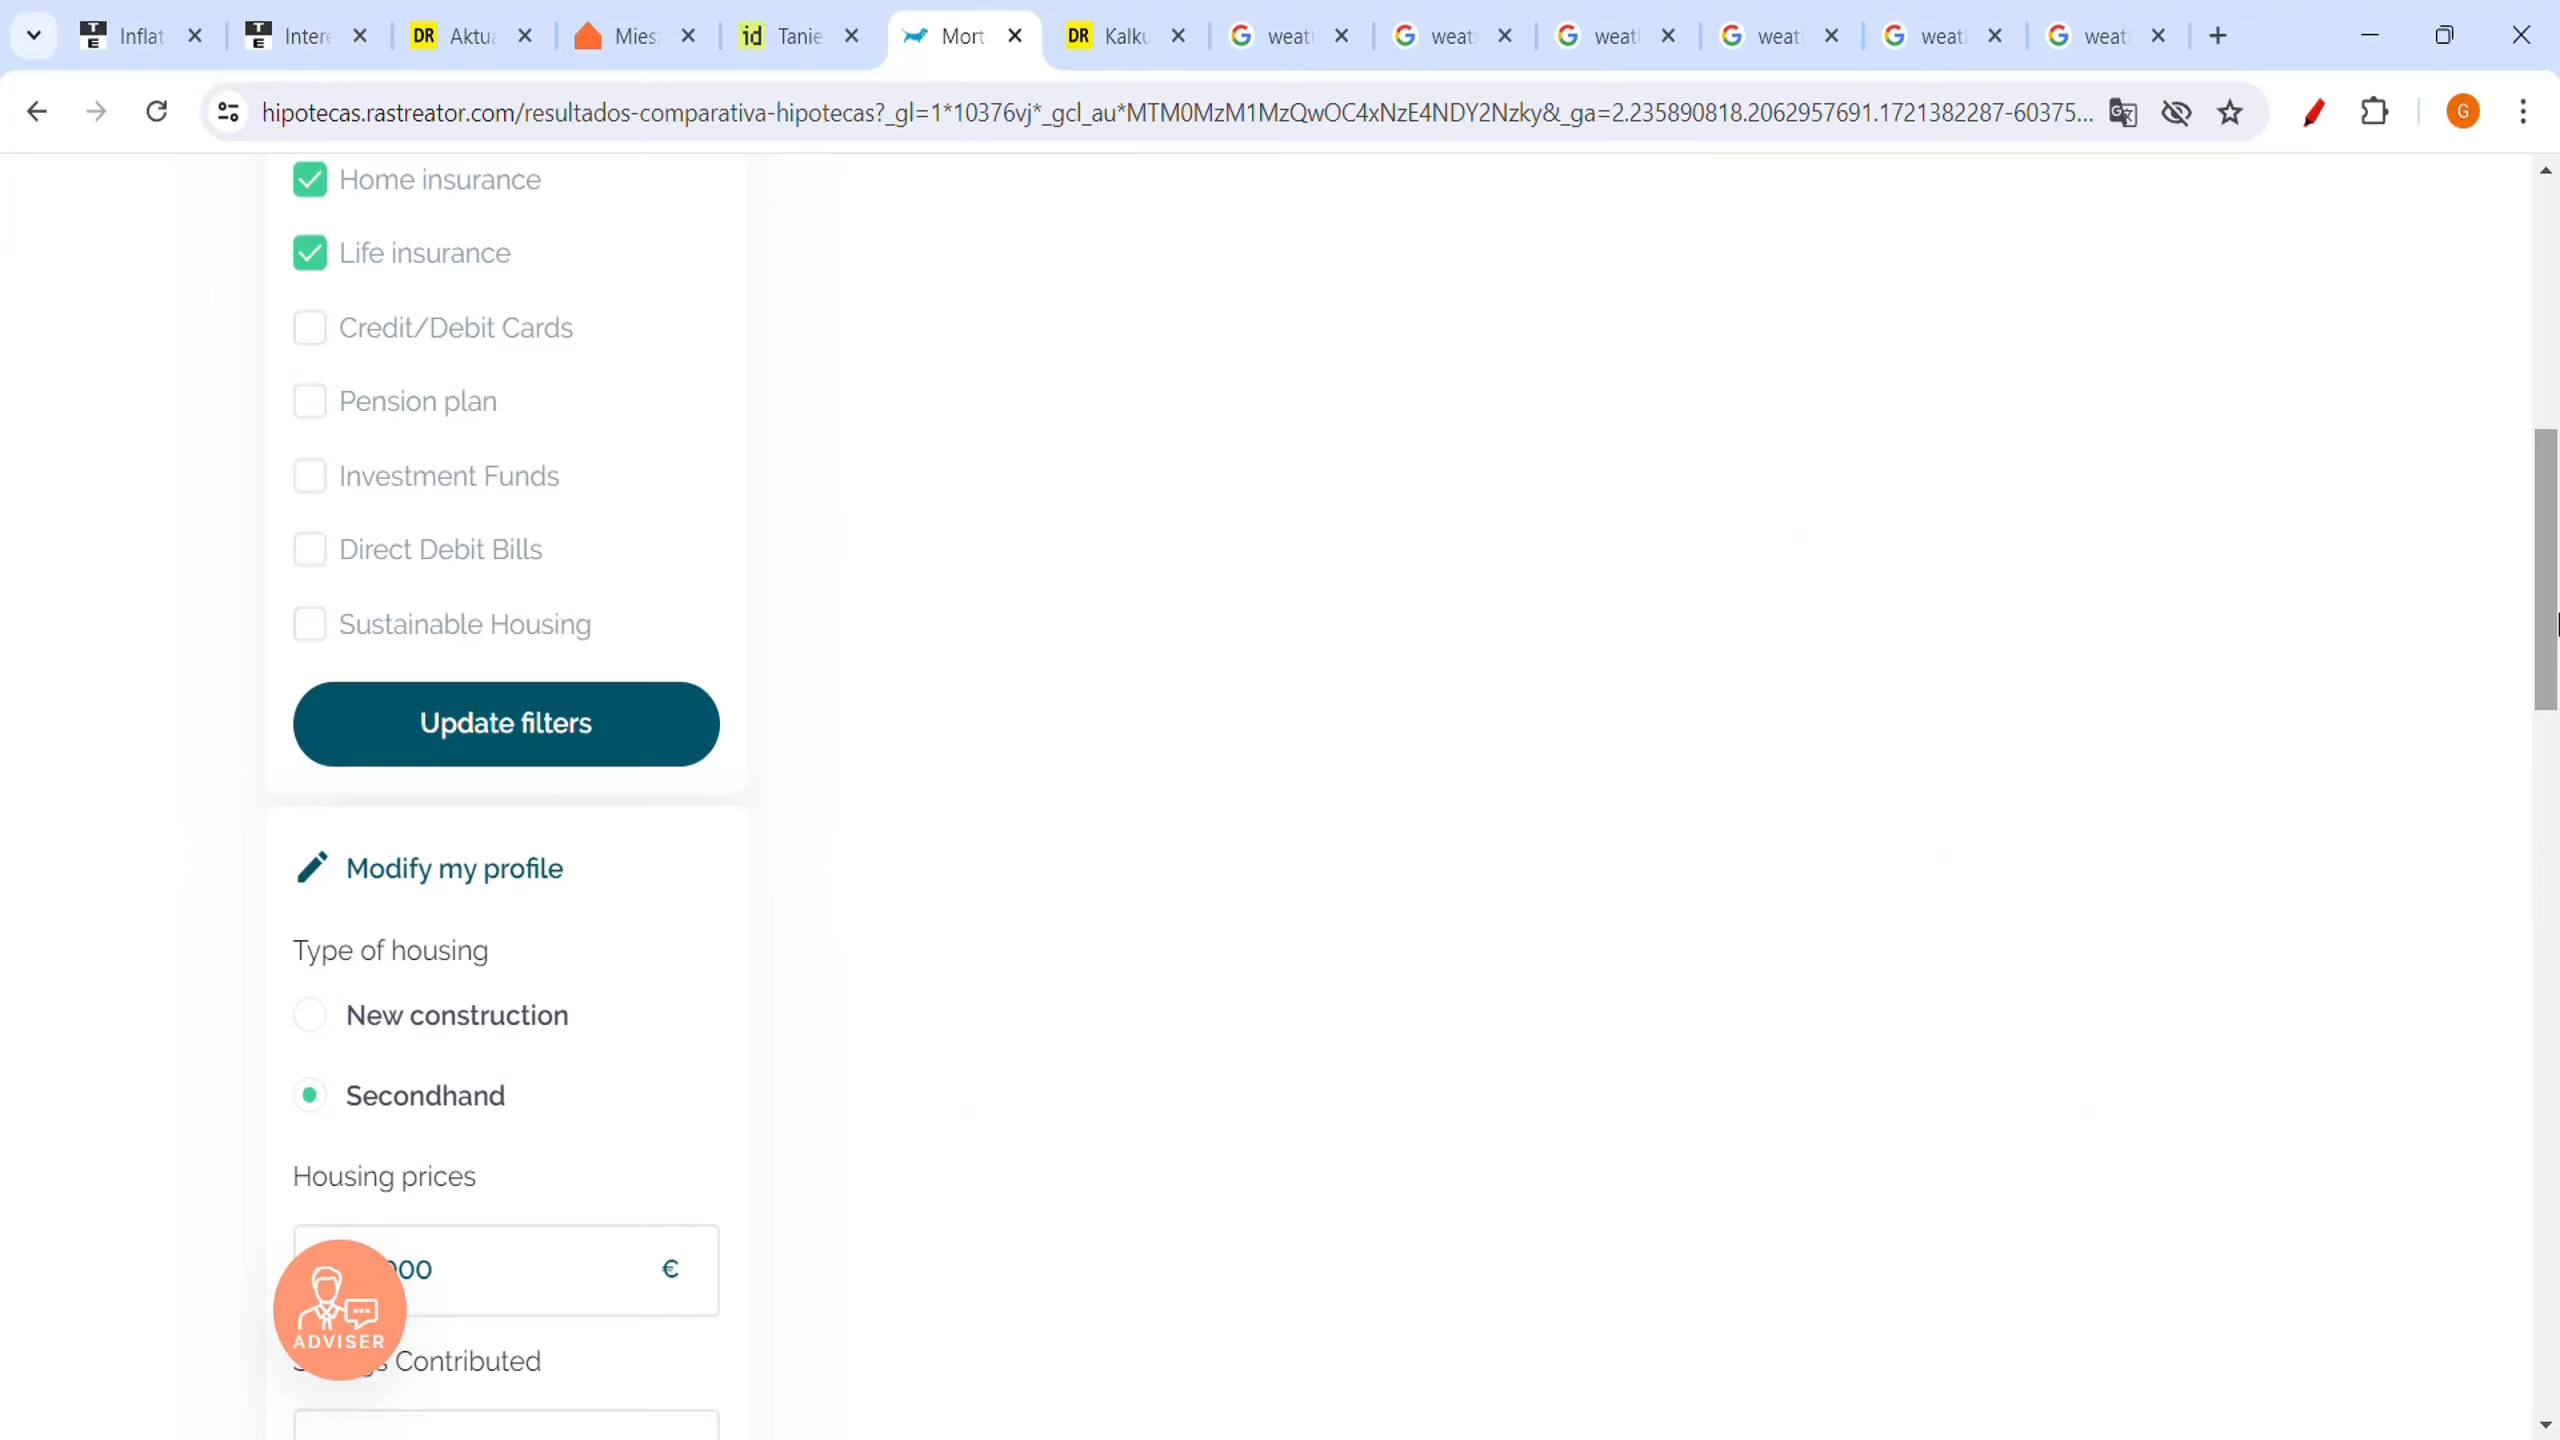 Inflat
Inter
DR Aktua
Mies
id Tanie
Mort
DR Kalku
weat
weat
weat
weat
weat
weat
hipotecas.rastreator.com/resultados-comparativa-hipotecas?_gl=1*10376vj*_gcl_au*MTM0MzM1MzQwOC4xNzE4NDY2Nzky&_ga=2.235890818.2062957691.1721382287-60375...
G
Home insurance
Life insurance
Credit/Debit Cards
Pension plan
Investment Funds
Direct Debit Bills
Sustainable Housing
Update filters
Modify my profile
Type of housing
New construction
Secondhand
Housing prices
000 €
ADVISER
Contributed